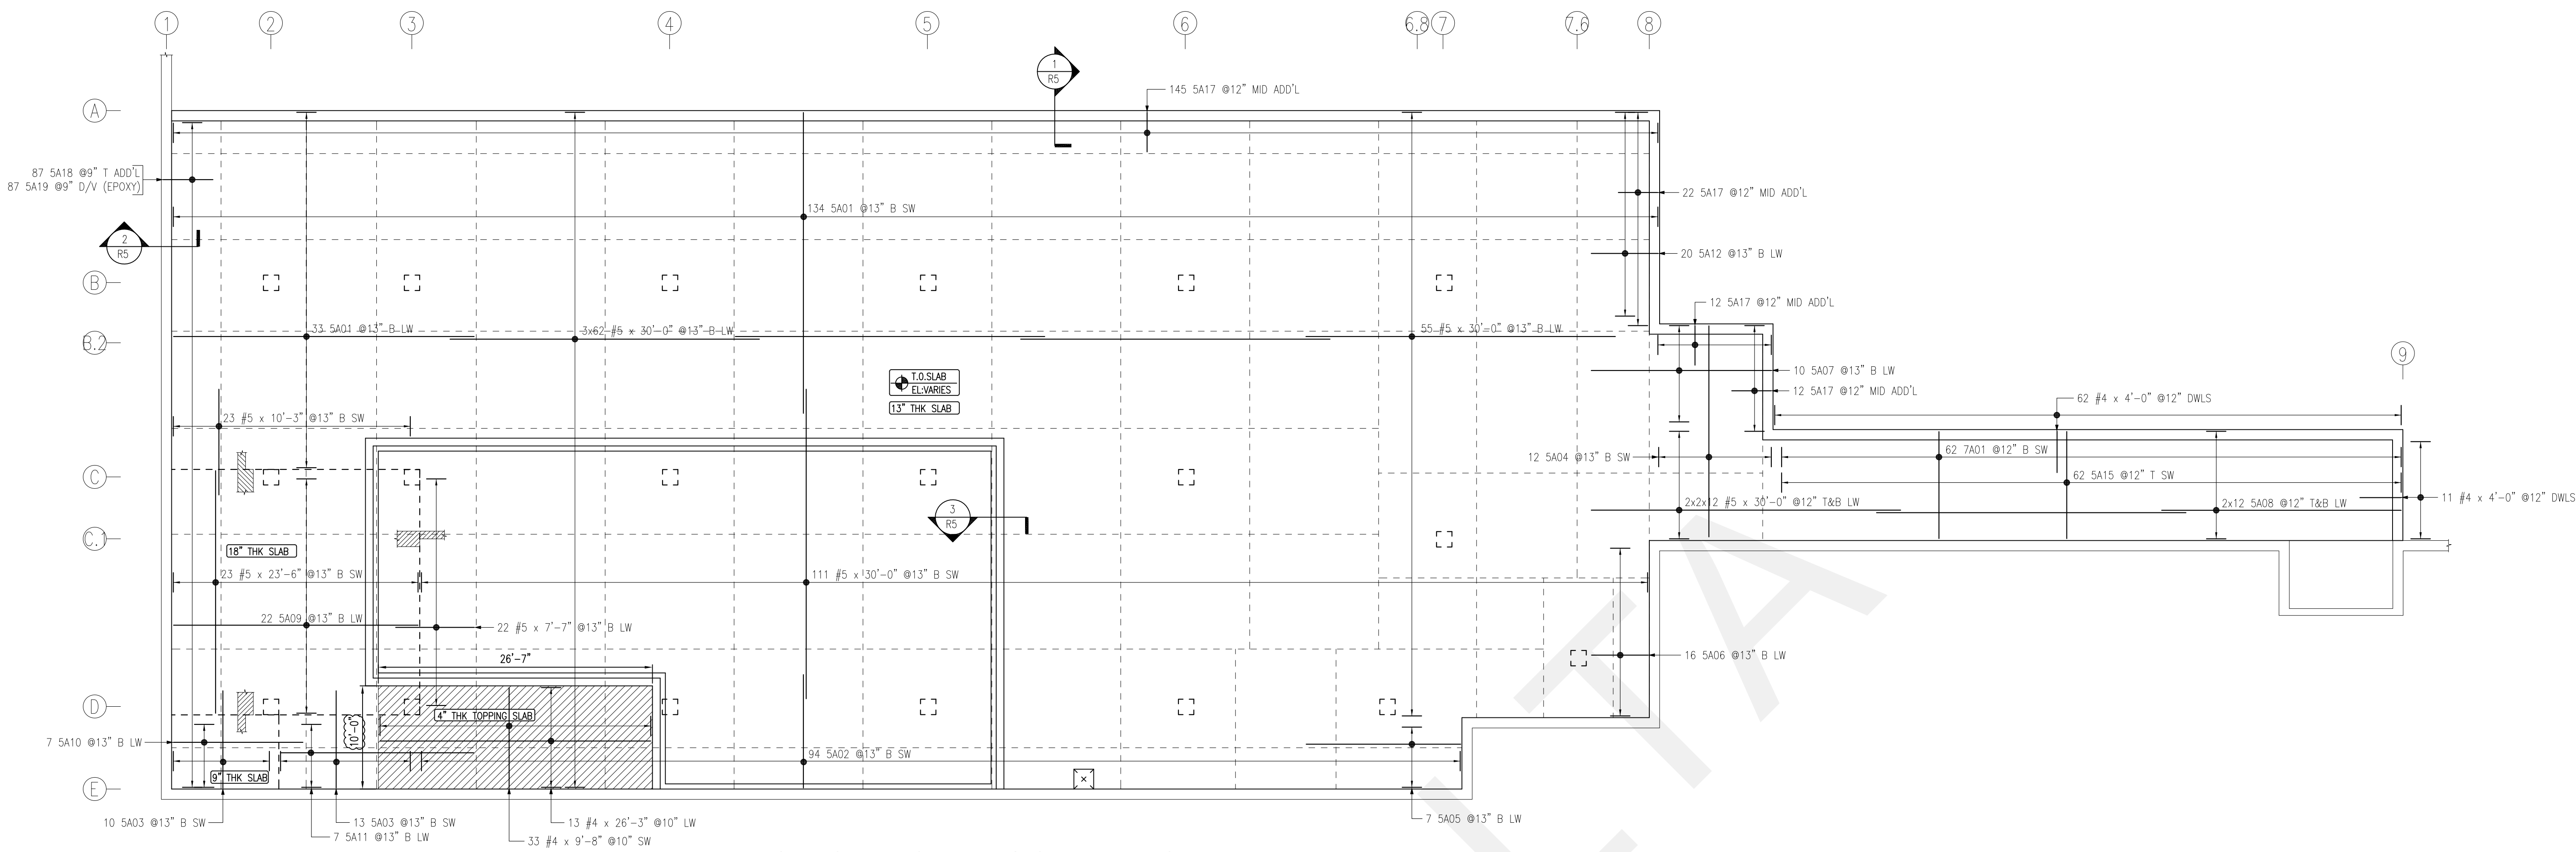 1 2 3 4 5 6 6.8 7 7.6 8
1
R5
145 5A17 @12" MID ADD'L
A
87 5A18 @9" T ADD'L
87 5A19 @9" D/V (EPOXY)
22 5A17 @12" MID ADD'L
134 5A01 @13" B SW
2
R5
20 5A12 @13" B LW
B
12 5A17 @12" MID ADD'L
33 5A01 @13" B LW
3x62 #5 x 30'-0" @13" B LW
55 #5 x 30'-0" @13" B LW
B.2
9
10 5A07 @13" B LW
T.O.SLAB
EL:VARIES
12 5A17 @12" MID ADD'L
62 #4 x 4'-0" @12" DWLS
13" THK SLAB
23 #5 x 10'-3" @13" B SW
12 5A04 @13" B SW
62 7A01 @12" B SW
C
62 5A15 @12" T SW
2x2x12 #5 x 30'-0" @12" T&B LW
2x12 5A08 @12" T&B LW
11 #4 x 4'-0" @12" DWLS
3
R5
C.1
18" THK SLAB
23 #5 x 23'-6" @13" B SW
111 #5 x 30'-0" @13" B SW
22 5A09 @13" B LW
22 #5 x 7'-7" @13" B LW
26'-7"
16 5A06 @13" B LW
D
4" THK TOPPING SLAB
10'-0"
7 5A10 @13" B LW
94 5A02 @13" B SW
9" THK SLAB
E
10 5A03 @13" B SW
13 5A03 @13" B SW
13 #4 x 26'-3" @10" LW
7 5A05 @13" B LW
7 5A11 @13" B LW
33 #4 x 9'-8" @10" SW